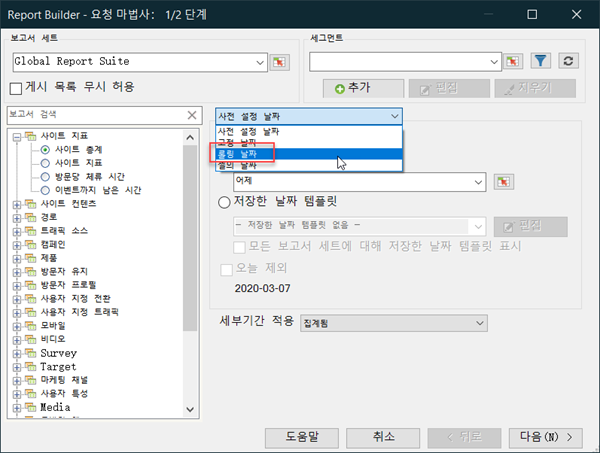 Report Builder - 요청 마법사: 1/2 단계
보고서 세트
Global Report Suite
게시 목록 무시 허용
세그먼트
추가
편집
지우기
보고서 검색
사이트 지표
사이트 총계
사이트 지표
방문당 체류 시간
이벤트까지 남은 시간
사이트 컨텐츠
경로
트래픽 소스
캠페인
제품
방문자 유지
방문자 프로필
사용자 지정 전환
사용자 지정 트래픽
모바일
비디오
Survey
Target
마케팅 채널
사용자 특성
Media
사전 설정 날짜
사전 설정 날짜
고정 날짜
롤링 날짜
셀의 날짜
어제
저장한 날짜 템플릿
- 저장한 날짜 템플릿 없음 -
편집
모든 보고서 세트에 대해 저장한 날짜 템플릿 표시
오늘 제외
2020-03-07
세부기간 적용
집계됨
도움말
취소
< 뒤로
다음(N) >